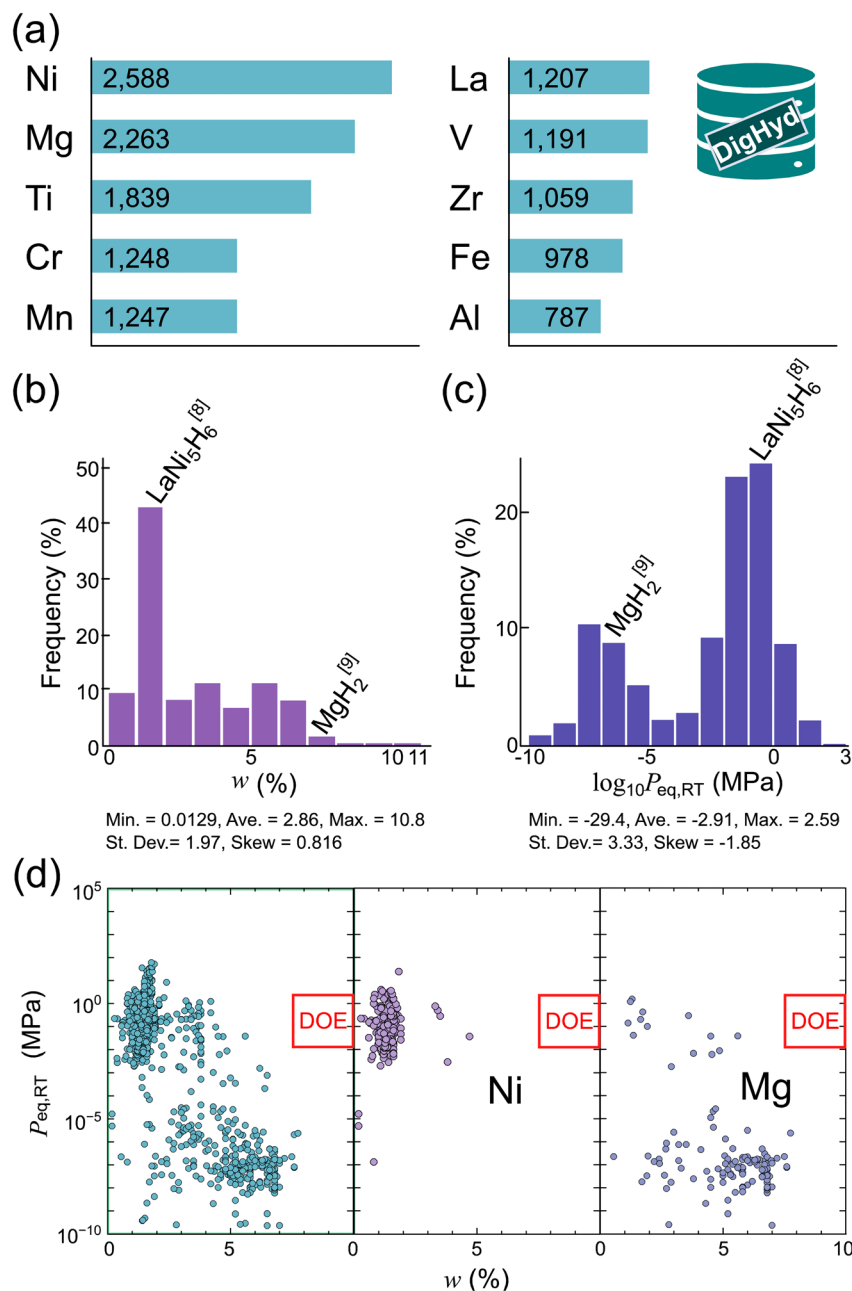 (a)
Ni 2,588
Mg 2,263
Ti 1,839
Cr 1,248
Mn 1,247
La 1,207
V 1,191
Zr 1,059
Fe 978
Al 787
DigHyd
(b)
Frequency (%)
50
40
30
20
10
0
LaNi5H6[8]
MgH2[9]
0 5 10 11
w (%)
Min. = 0.0129, Ave. = 2.86, Max. = 10.8
St. Dev.= 1.97, Skew = 0.816
(c)
Frequency (%)
20
10
0
MgH2[9]
LaNi5H6[8]
-10 -5 0 3
log10Peq,RT (MPa)
Min. = -29.4, Ave. = -2.91, Max. = 2.59
St. Dev.= 3.33, Skew = -1.85
(d)
Peq,RT (MPa)
10^5
10^0
10^-5
10^-10
DOE
DOE
DOE
Ni
Mg
0 5 0 5 0 5 10
w (%)